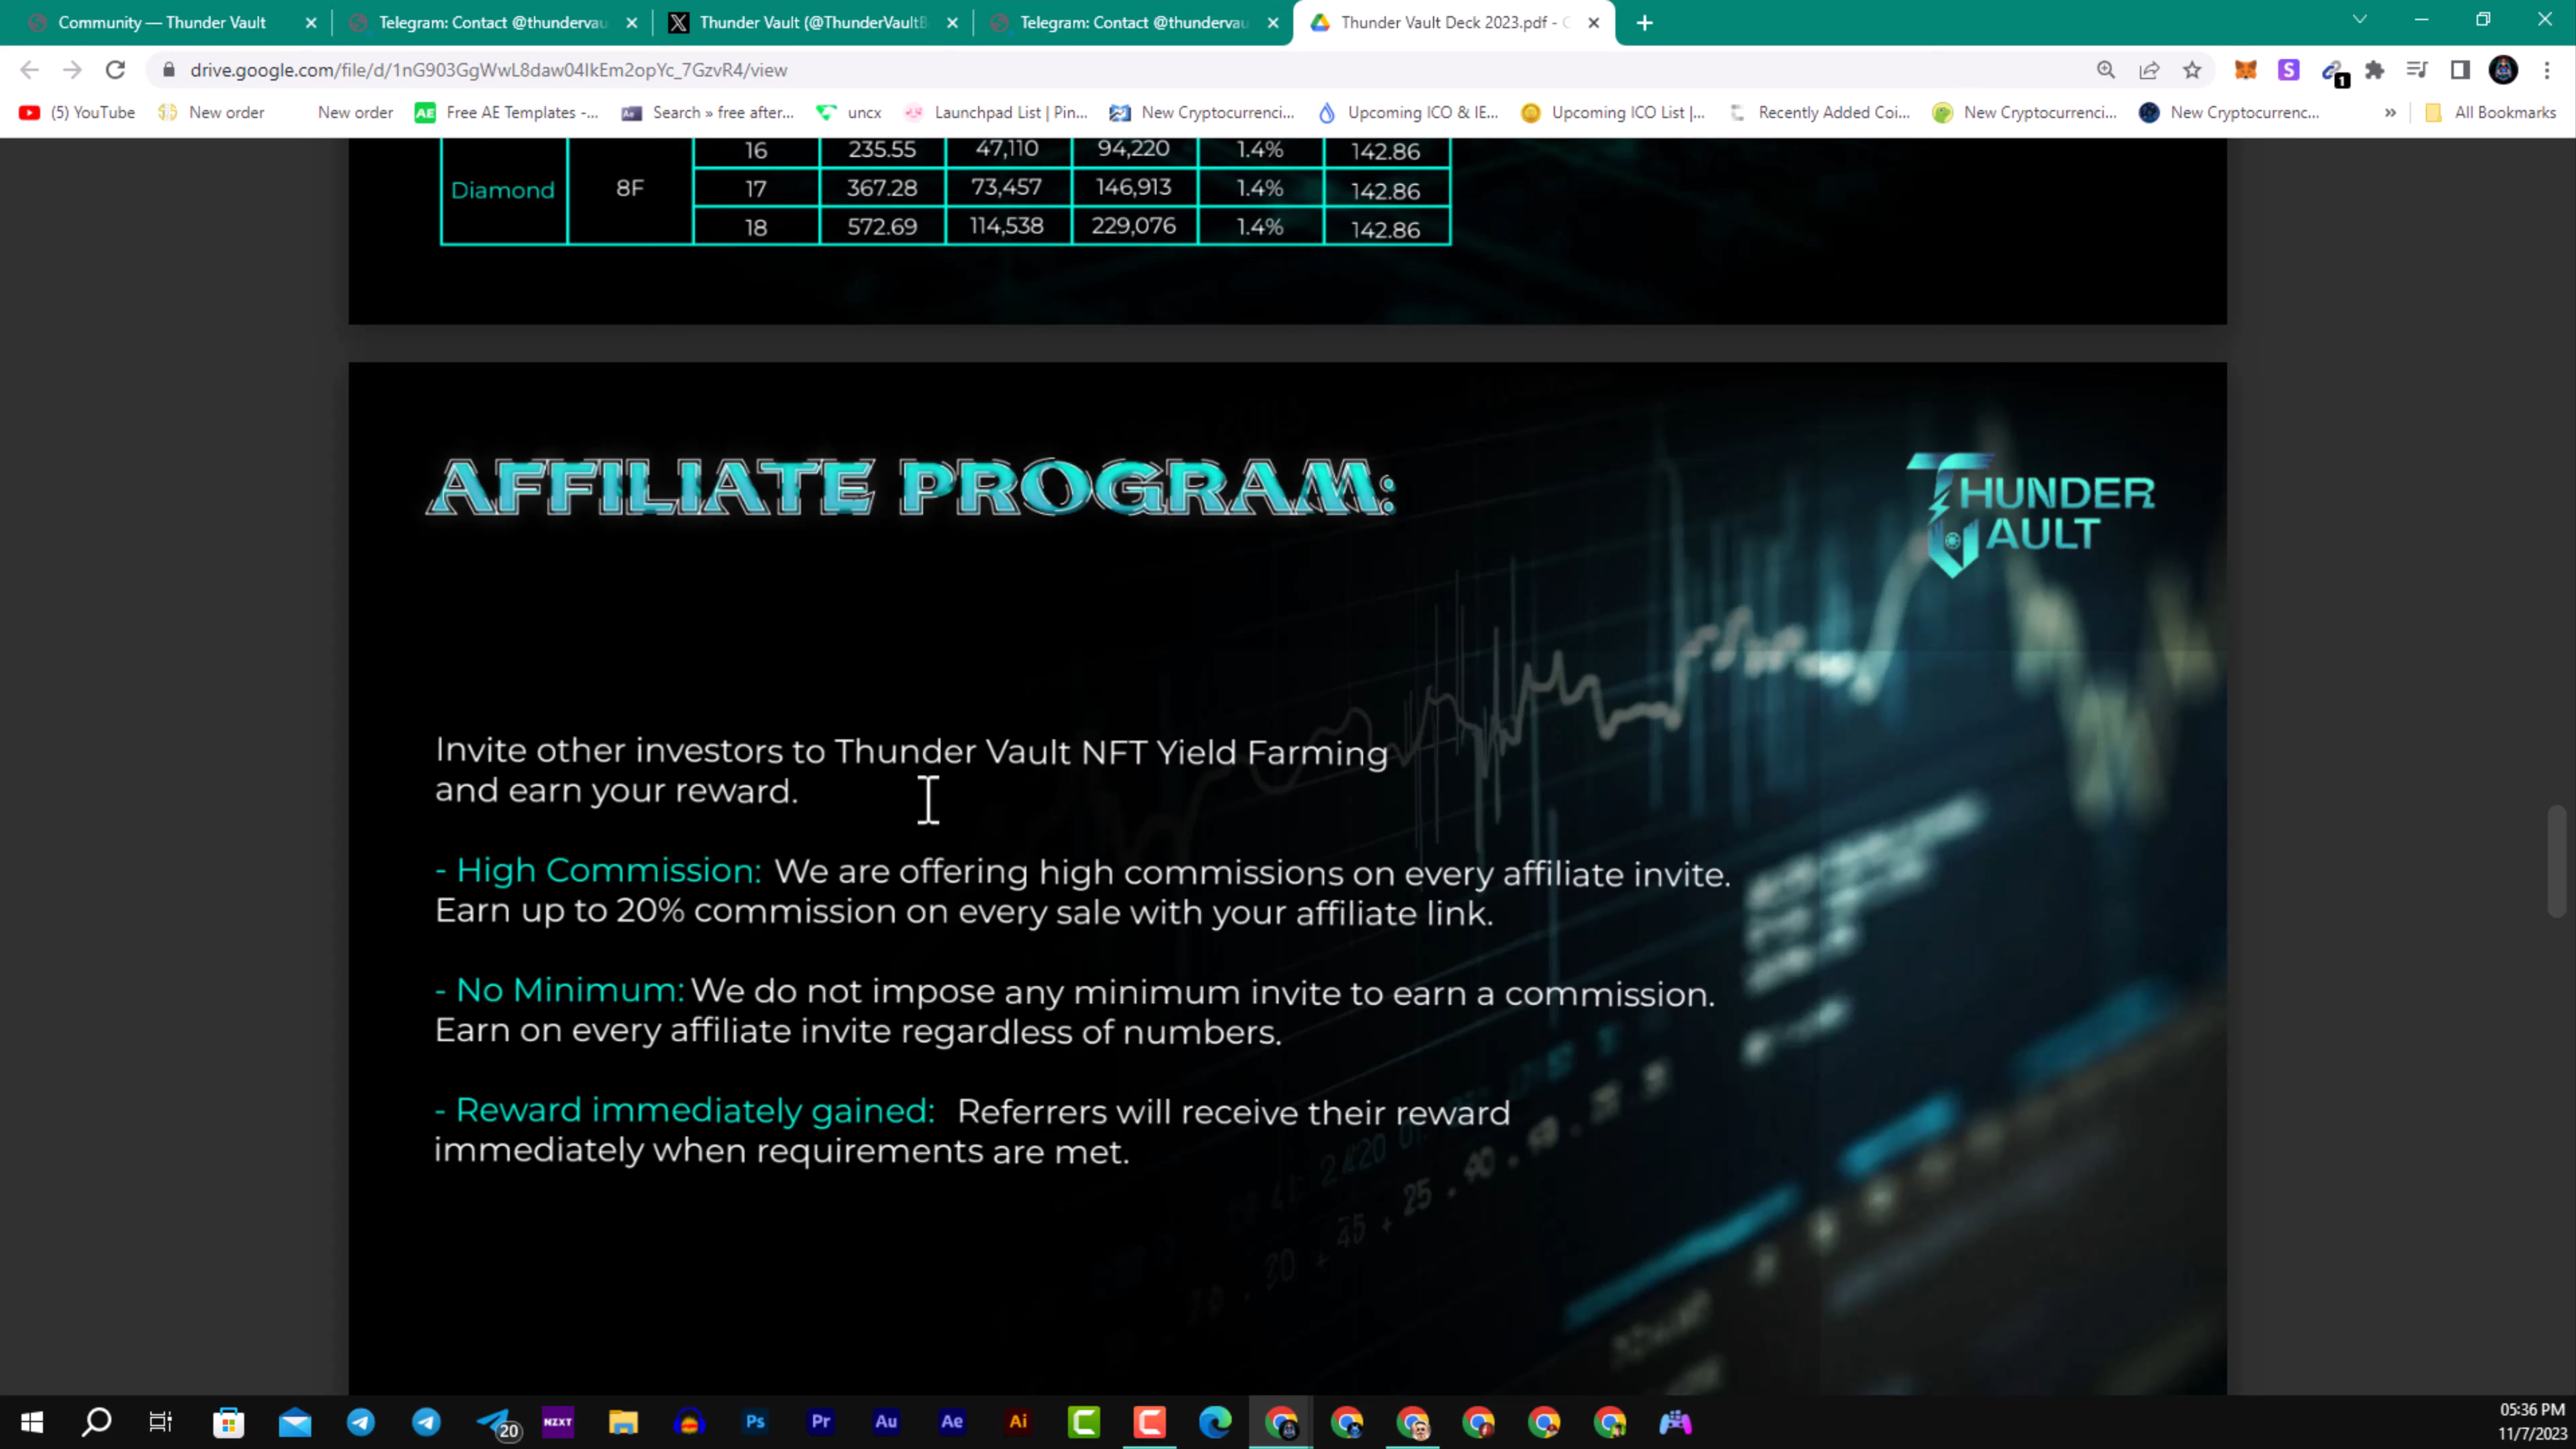 Community — Thunder Vault
Telegram: Contact @thundervau
Thunder Vault (@ThunderVaultB
Telegram: Contact @thundervau
Thunder Vault Deck 2023.pdf - G
drive.google.com/file/d/1nG903GgWwL8daw04IkEm2opYc_7GzvR4/view
1
(5) YouTube
New order
New order
Free AE Templates -...
Search » free after...
uncx
Launchpad List | Pin...
New Cryptocurrenci...
Upcoming ICO & IE...
Upcoming ICO List |...
Recently Added Coi...
New Cryptocurrenci...
New Cryptocurrenc...
»
All Bookmarks
16 235.55 47,110 94,220 1.4% 142.86
Diamond 8F 17 367.28 73,457 146,913 1.4% 142.86
18 572.69 114,538 229,076 1.4% 142.86
AFFILIATE PROGRAM:
THUNDER
VAULT
Invite other investors to Thunder Vault NFT Yield Farming
and earn your reward.
- High Commission: We are offering high commissions on every affiliate invite.
Earn up to 20% commission on every sale with your affiliate link.
- No Minimum: We do not impose any minimum invite to earn a commission.
Earn on every affiliate invite regardless of numbers.
- Reward immediately gained: Referrers will receive their reward
immediately when requirements are met.
20
NZXT
Ps
Pr
Au
Ae
Ai
05:36 PM
11/7/2023